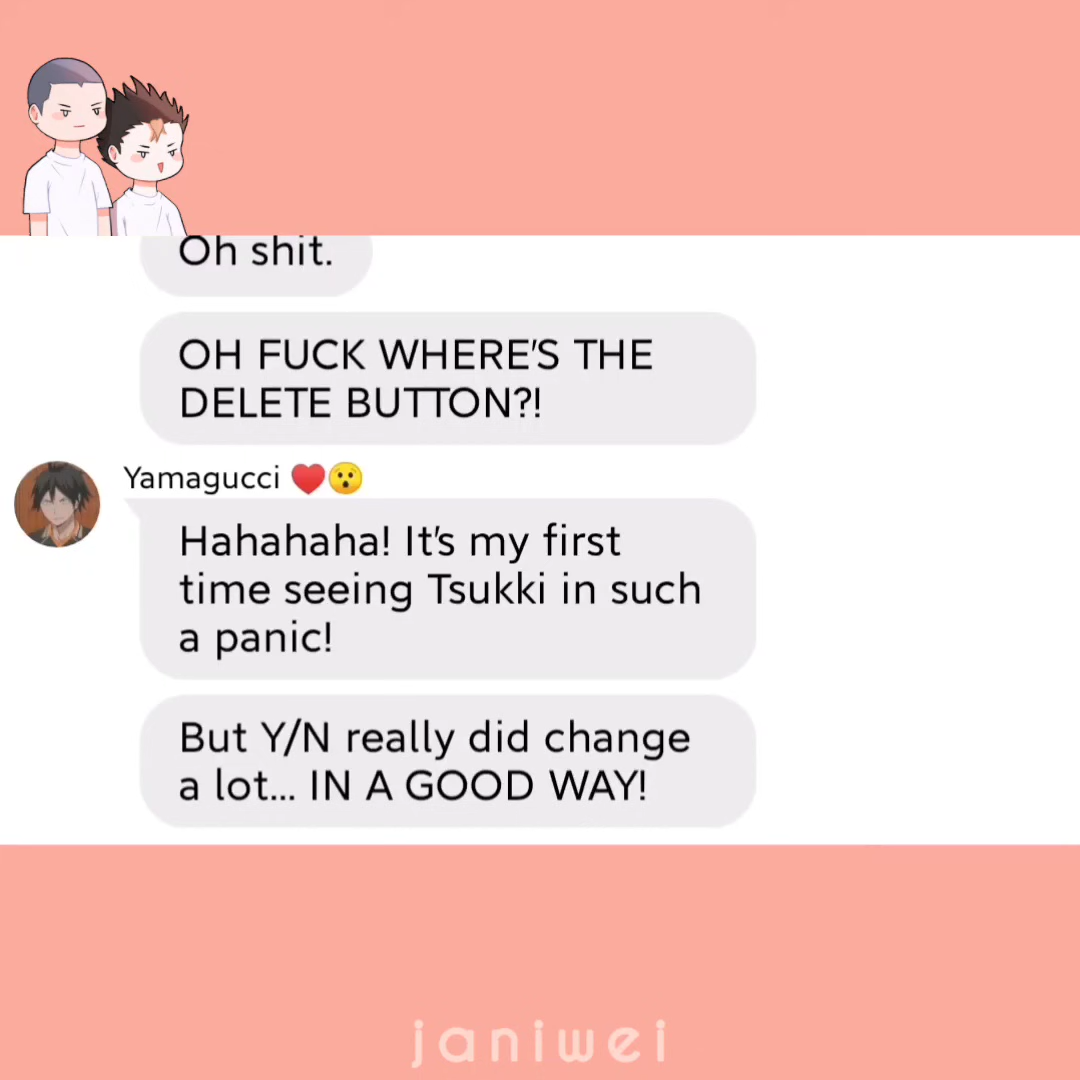 Oh shit.
OH FUCK WHERE'S THE
DELETE BUTTON?!
Yamagucci ❤️😯
Hahahaha! It's my first
time seeing Tsukki in such
a panic!
But Y/N really did change
a lot... IN A GOOD WAY!
janiwei